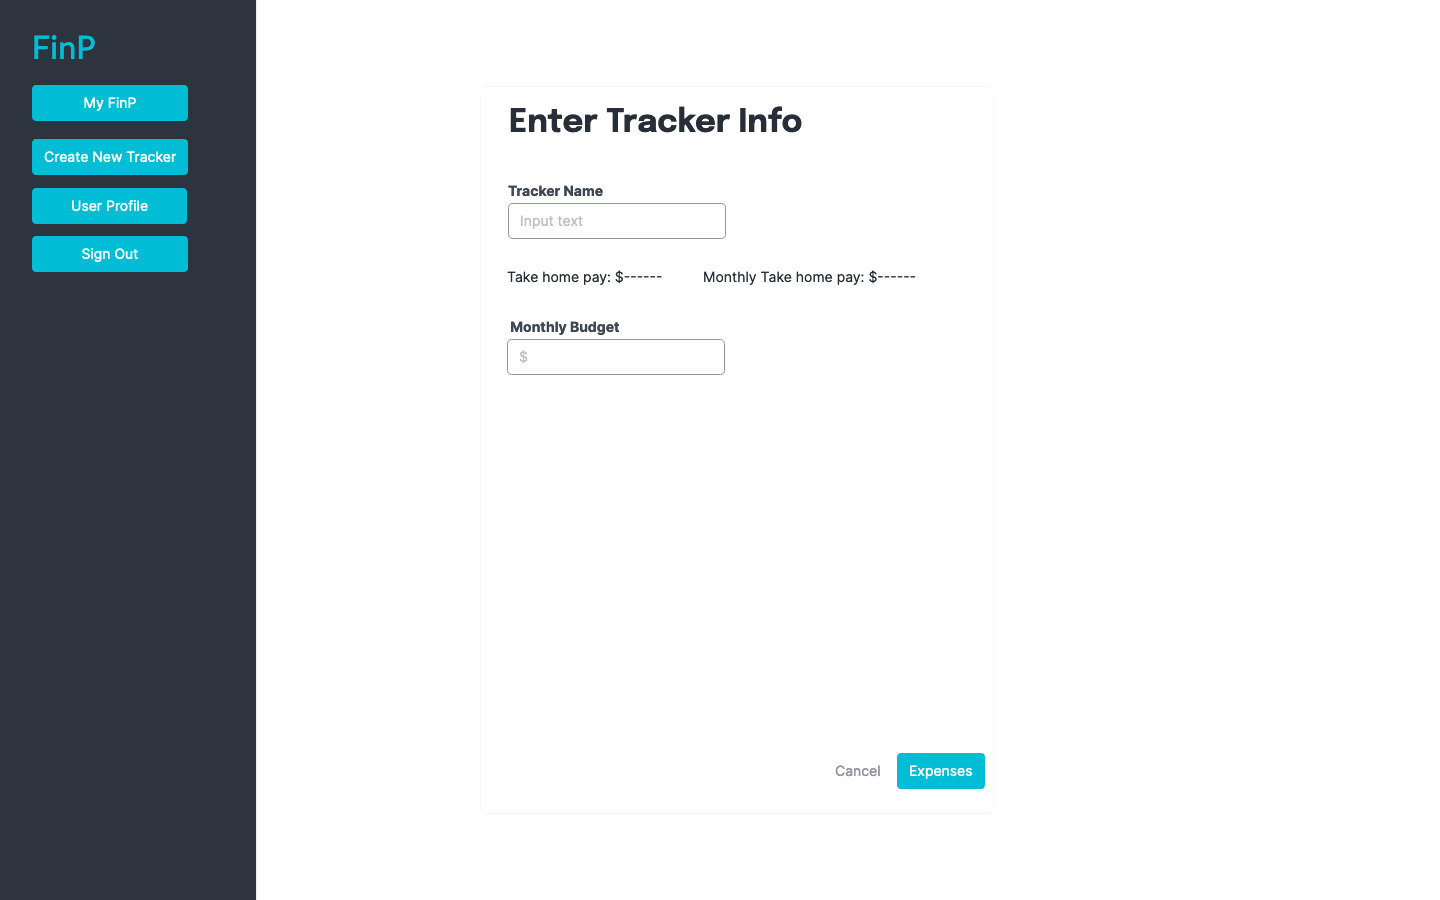 FinP
My FinP
Create New Tracker
User Profile
Sign Out
Enter Tracker Info
Tracker Name
Input text
Take home pay: $------ Monthly Take home pay: $------
Monthly Budget
$
Cancel Expenses